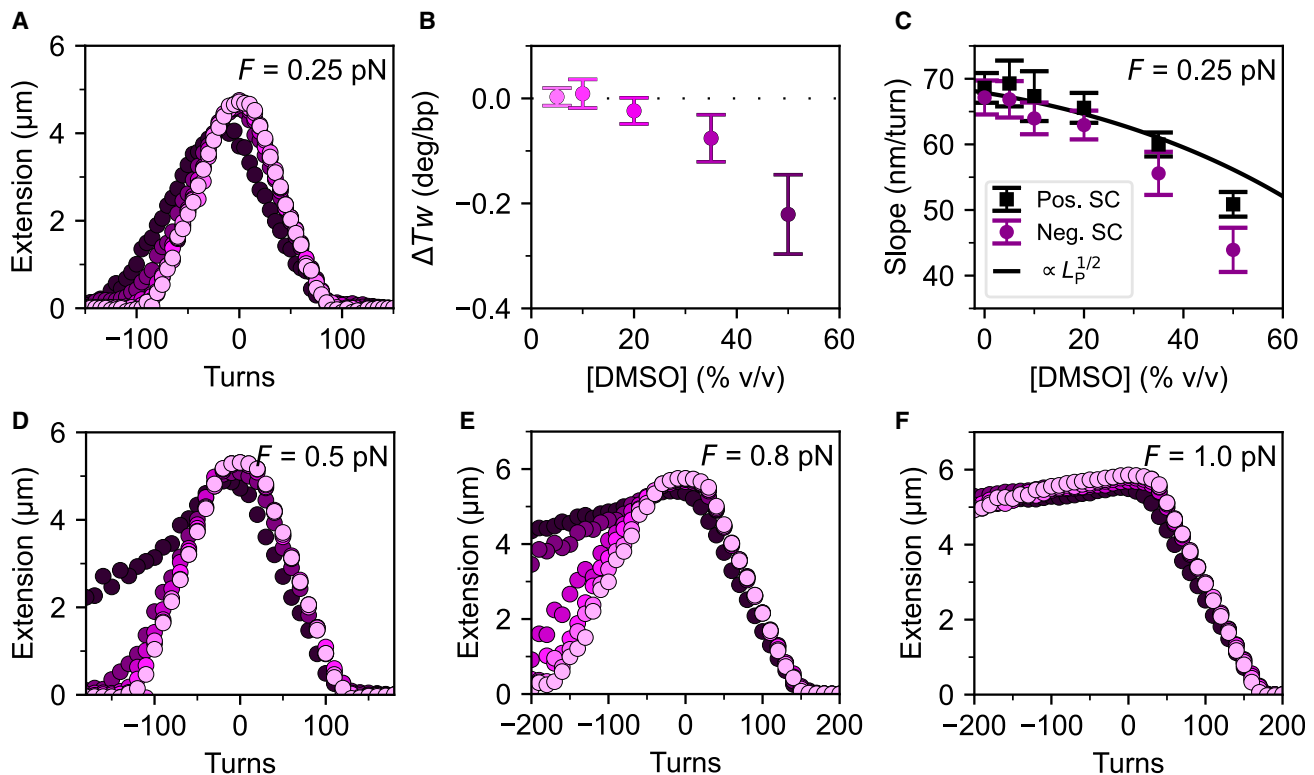 A
F = 0.25 pN
Extension (μm)
6
4
2
0
−100
0
100
Turns
B
ΔTw (deg/bp)
0.0
−0.2
−0.4
0
20
40
60
[DMSO] (% v/v)
C
F = 0.25 pN
Slope (nm/turn)
70
60
50
40
Pos. SC
Neg. SC
∝ L_P^1/2
0
20
40
60
[DMSO] (% v/v)
D
F = 0.5 pN
Extension (μm)
6
4
2
0
−100
0
100
Turns
E
F = 0.8 pN
Extension (μm)
6
4
2
0
−200
−100
0
100
200
Turns
F
F = 1.0 pN
Extension (μm)
6
4
2
0
−200
−100
0
100
200
Turns